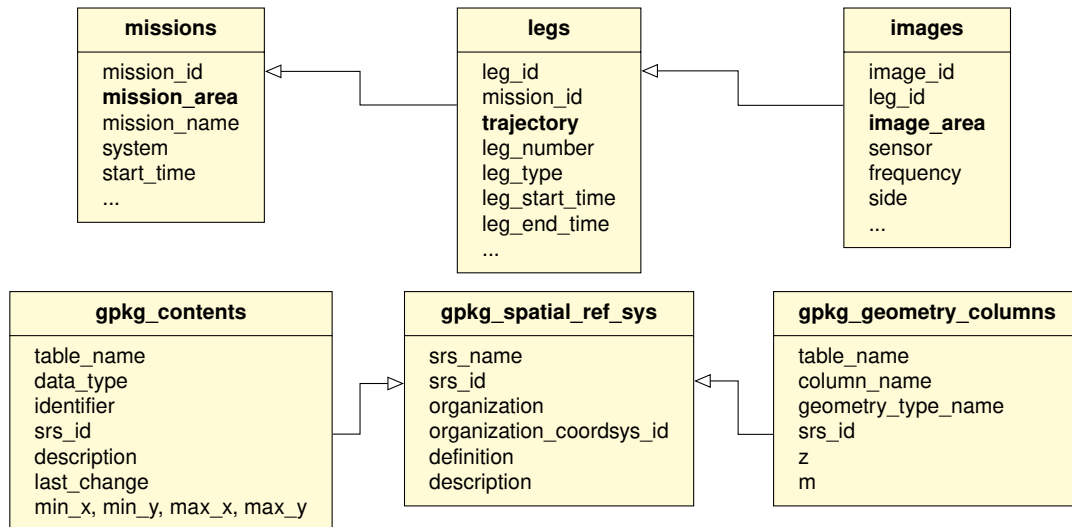 missions
mission_id
mission_area
mission_name
system
start_time
...
legs
leg_id
mission_id
trajectory
leg_number
leg_type
leg_start_time
leg_end_time
...
images
image_id
leg_id
image_area
sensor
frequency
side
...
gpkg_contents
table_name
data_type
identifier
srs_id
description
last_change
min_x, min_y, max_x, max_y
gpkg_spatial_ref_sys
srs_name
srs_id
organization
organization_coordsys_id
definition
description
gpkg_geometry_columns
table_name
column_name
geometry_type_name
srs_id
z
m